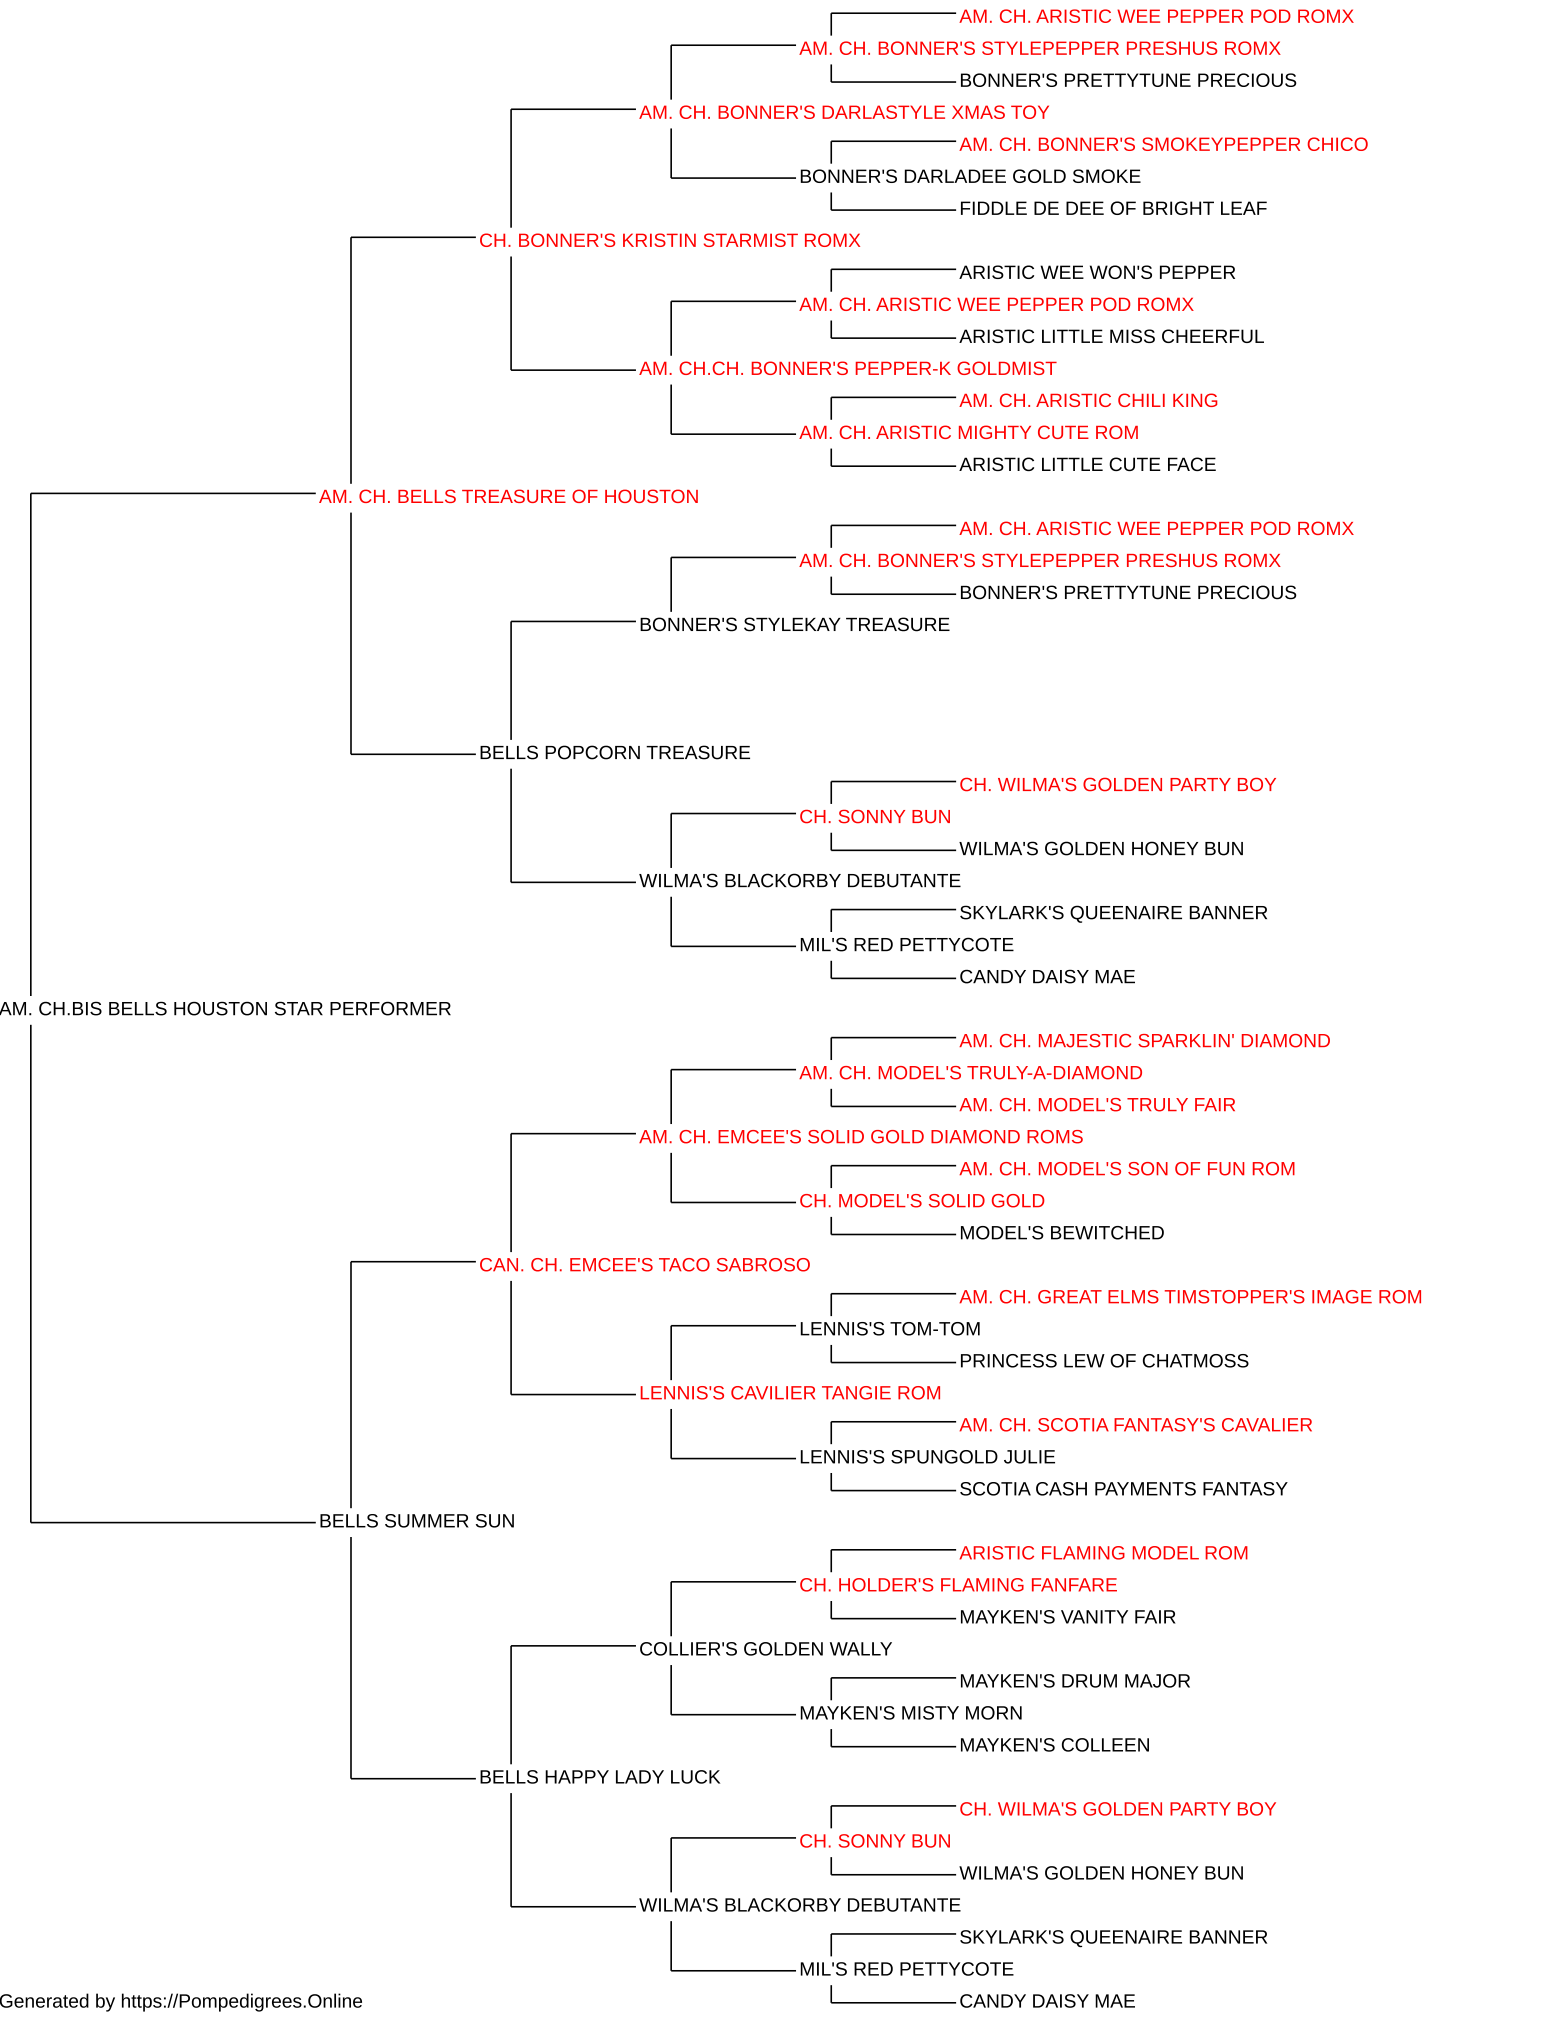 AM. CH. ARISTIC WEE PEPPER POD ROMX
AM. CH. BONNER'S STYLEPEPPER PRESHUS ROMX
BONNER'S PRETTYTUNE PRECIOUS
AM. CH. BONNER'S DARLASTYLE XMAS TOY
AM. CH. BONNER'S SMOKEYPEPPER CHICO
BONNER'S DARLADEE GOLD SMOKE
FIDDLE DE DEE OF BRIGHT LEAF
CH. BONNER'S KRISTIN STARMIST ROMX
ARISTIC WEE WON'S PEPPER
AM. CH. ARISTIC WEE PEPPER POD ROMX
ARISTIC LITTLE MISS CHEERFUL
AM. CH.CH. BONNER'S PEPPER-K GOLDMIST
AM. CH. ARISTIC CHILI KING
AM. CH. ARISTIC MIGHTY CUTE ROM
ARISTIC LITTLE CUTE FACE
AM. CH. BELLS TREASURE OF HOUSTON
AM. CH. ARISTIC WEE PEPPER POD ROMX
AM. CH. BONNER'S STYLEPEPPER PRESHUS ROMX
BONNER'S PRETTYTUNE PRECIOUS
BONNER'S STYLEKAY TREASURE
BELLS POPCORN TREASURE
CH. WILMA'S GOLDEN PARTY BOY
CH. SONNY BUN
WILMA'S GOLDEN HONEY BUN
WILMA'S BLACKORBY DEBUTANTE
SKYLARK'S QUEENAIRE BANNER
MIL'S RED PETTYCOTE
CANDY DAISY MAE
AM. CH.BIS BELLS HOUSTON STAR PERFORMER
AM. CH. MAJESTIC SPARKLIN' DIAMOND
AM. CH. MODEL'S TRULY-A-DIAMOND
AM. CH. MODEL'S TRULY FAIR
AM. CH. EMCEE'S SOLID GOLD DIAMOND ROMS
AM. CH. MODEL'S SON OF FUN ROM
CH. MODEL'S SOLID GOLD
MODEL'S BEWITCHED
CAN. CH. EMCEE'S TACO SABROSO
AM. CH. GREAT ELMS TIMSTOPPER'S IMAGE ROM
LENNIS'S TOM-TOM
PRINCESS LEW OF CHATMOSS
LENNIS'S CAVILIER TANGIE ROM
AM. CH. SCOTIA FANTASY'S CAVALIER
LENNIS'S SPUNGOLD JULIE
SCOTIA CASH PAYMENTS FANTASY
BELLS SUMMER SUN
ARISTIC FLAMING MODEL ROM
CH. HOLDER'S FLAMING FANFARE
MAYKEN'S VANITY FAIR
COLLIER'S GOLDEN WALLY
MAYKEN'S DRUM MAJOR
MAYKEN'S MISTY MORN
MAYKEN'S COLLEEN
BELLS HAPPY LADY LUCK
CH. WILMA'S GOLDEN PARTY BOY
CH. SONNY BUN
WILMA'S GOLDEN HONEY BUN
WILMA'S BLACKORBY DEBUTANTE
SKYLARK'S QUEENAIRE BANNER
MIL'S RED PETTYCOTE
CANDY DAISY MAE
Generated by https://Pompedigrees.Online